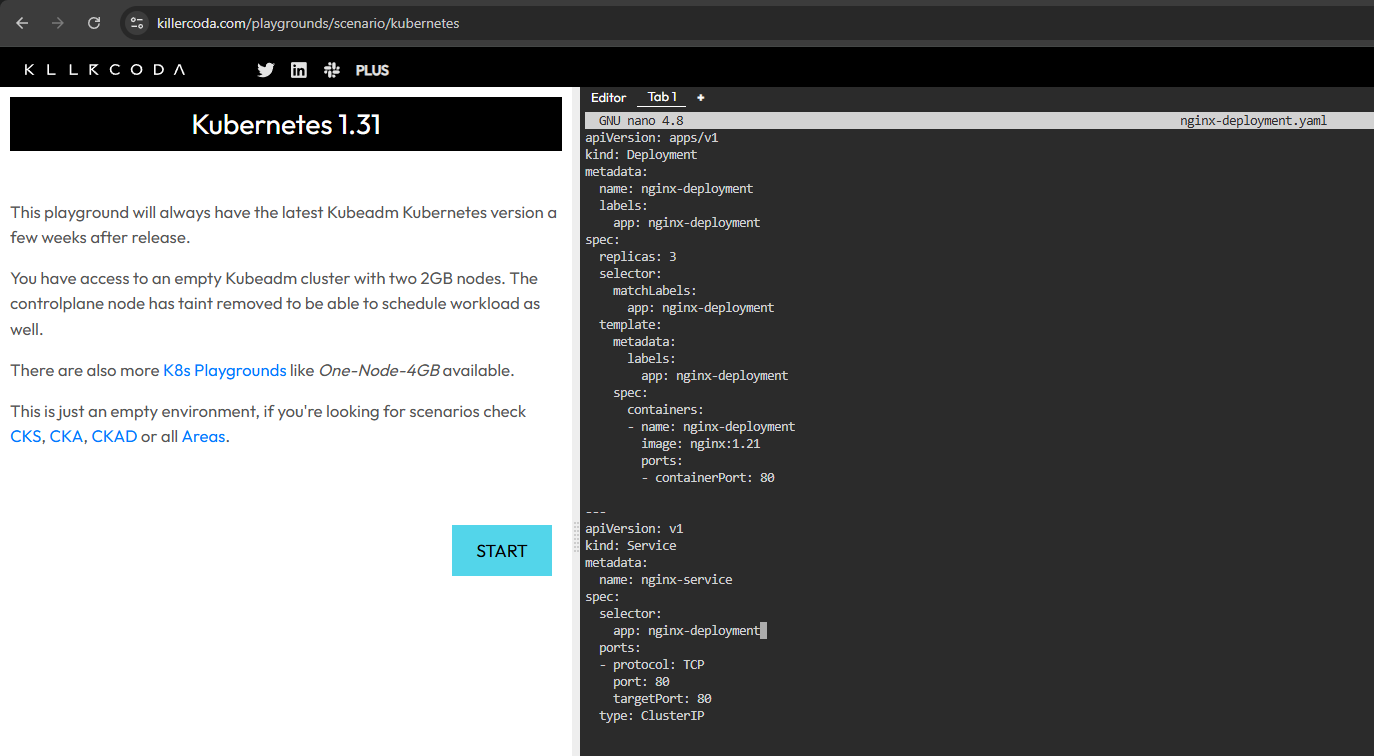 killercoda.com/playgrounds/scenario/kubernetes
KLLRCODA PLUS
Kubernetes 1.31
This playground will always have the latest Kubeadm Kubernetes version a
few weeks after release.
You have access to an empty Kubeadm cluster with two 2GB nodes. The
controlplane node has taint removed to be able to schedule workload as
well.
There are also more K8s Playgrounds like One-Node-4GB available.
This is just an empty environment, if you're looking for scenarios check
CKS, CKA, CKAD or all Areas.
START
Editor Tab 1 +
GNU nano 4.8 nginx-deployment.yaml
apiVersion: apps/v1
kind: Deployment
metadata:
  name: nginx-deployment
  labels:
    app: nginx-deployment
spec:
  replicas: 3
  selector:
    matchLabels:
      app: nginx-deployment
  template:
    metadata:
      labels:
        app: nginx-deployment
    spec:
      containers:
      - name: nginx-deployment
        image: nginx:1.21
        ports:
        - containerPort: 80
---
apiVersion: v1
kind: Service
metadata:
  name: nginx-service
spec:
  selector:
    app: nginx-deployment
  ports:
  - protocol: TCP
    port: 80
    targetPort: 80
  type: ClusterIP